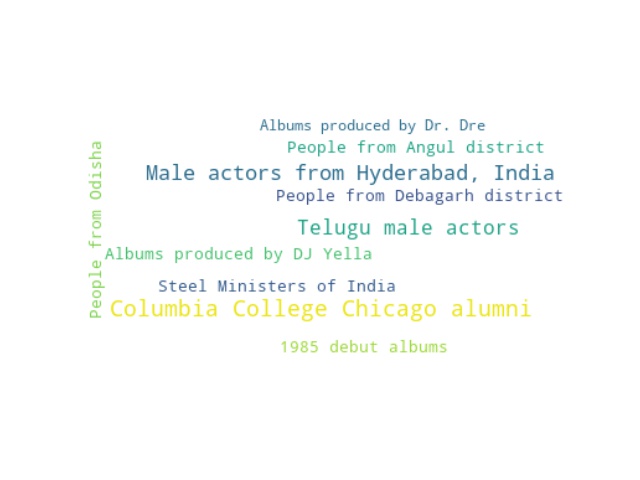 Albums produced by Dr. Dre
People from Angul district
Male actors from Hyderabad, India
People from Debagarh district
Telugu male actors
Albums produced by DJ Yella
Steel Ministers of India
Columbia College Chicago alumni
1985 debut albums
People from Odisha